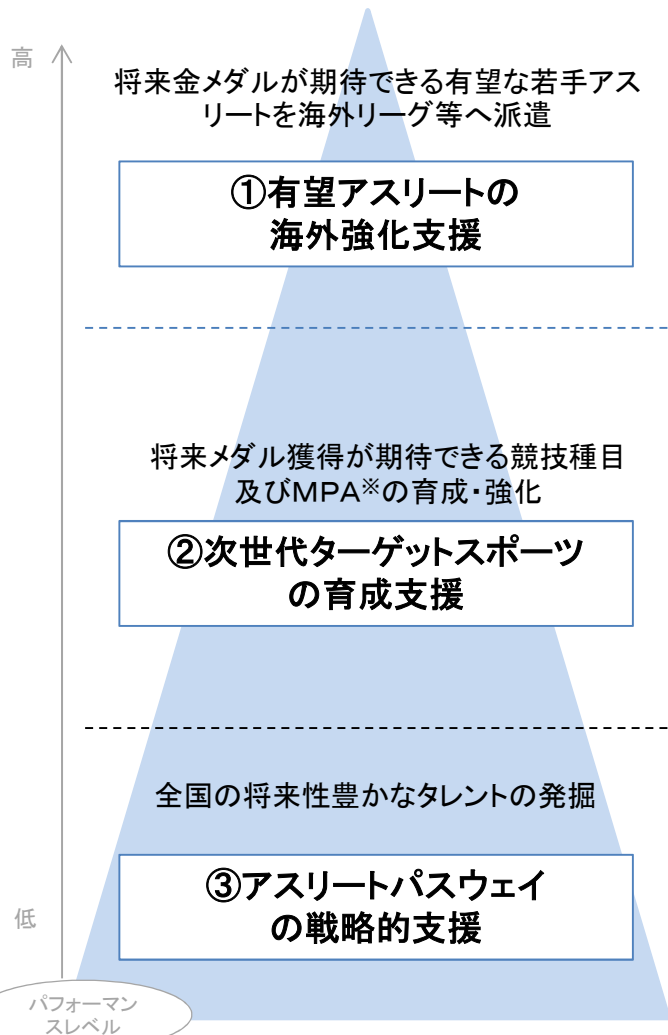 高
将来金メダルが期待できる有望な若手アス
リートを海外リーグ等へ派遣
①有望アスリートの
海外強化支援
将来メダル獲得が期待できる競技種目
及びMPA※の育成・強化
②次世代ターゲットスポーツ
の育成支援
全国の将来性豊かなタレントの発掘
③アスリートパスウェイ
の戦略的支援
低
パフォーマン
スレベル